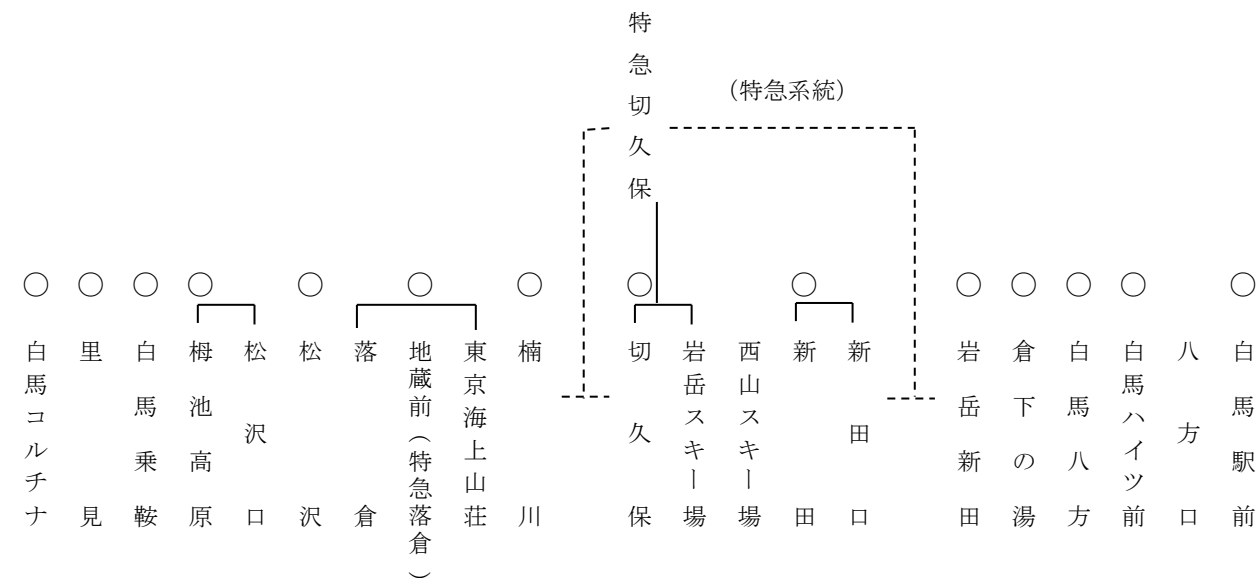 特急切久保
（特急系統）
○
○
○
○
○
○
○
○
○
○
○
○
○
○
白馬コルチナ
里見
白馬乗鞍
栂池高原
松沢口
松沢
落倉
地蔵前（特急落倉）
東京海上山荘
楠川
切久保
岩岳スキー場
西山スキー場
新田
新田口
岩岳新田
倉下の湯
白馬八方
白馬ハイツ前
八方口
白馬駅前